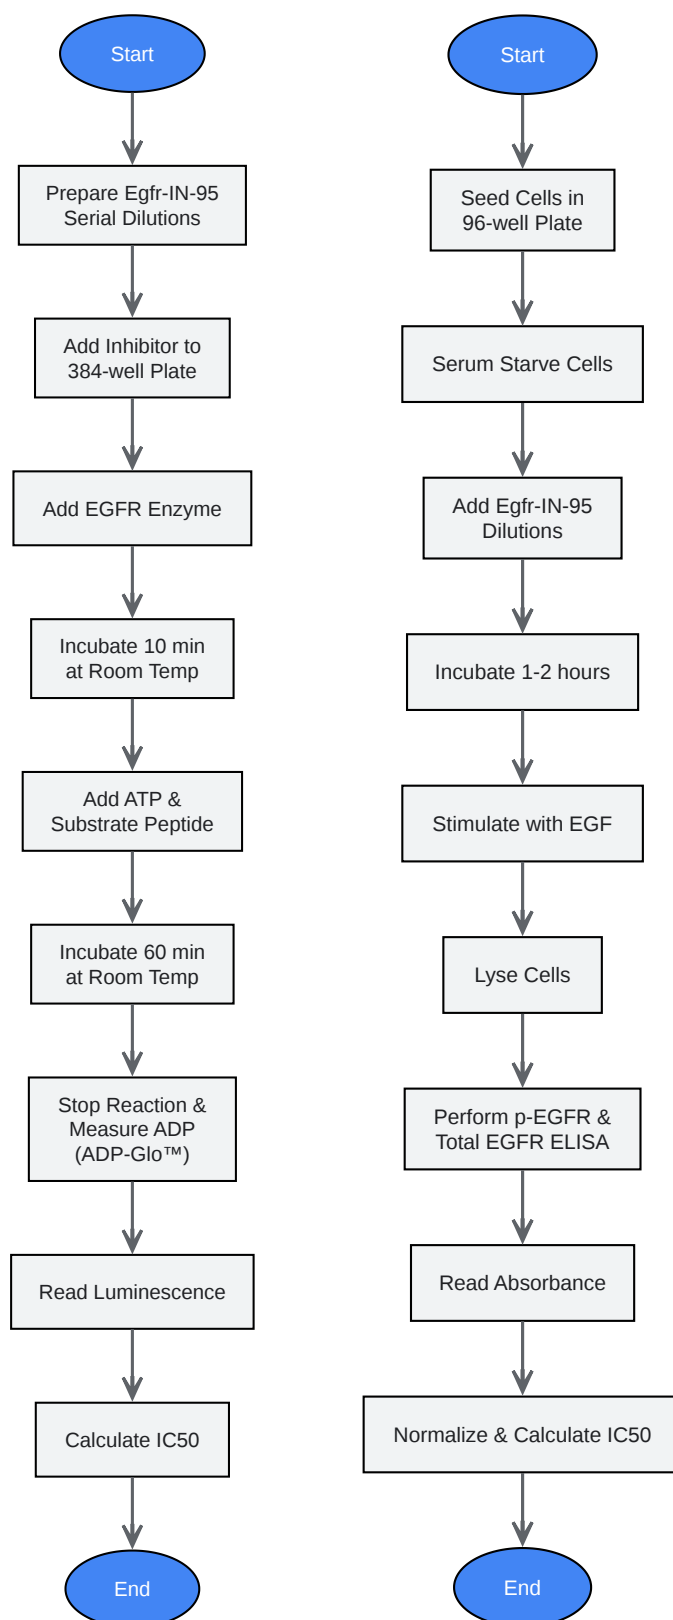 Start
Prepare Egfr-IN-95
Serial Dilutions
Add Inhibitor to
384-well Plate
Add EGFR Enzyme
Incubate 10 min
at Room Temp
Add ATP &
Substrate Peptide
Incubate 60 min
at Room Temp
Stop Reaction &
Measure ADP
(ADP-Glo™)
Read Luminescence
Calculate IC50
End
Start
Seed Cells in
96-well Plate
Serum Starve Cells
Add Egfr-IN-95
Dilutions
Incubate 1-2 hours
Stimulate with EGF
Lyse Cells
Perform p-EGFR &
Total EGFR ELISA
Read Absorbance
Normalize & Calculate IC50
End